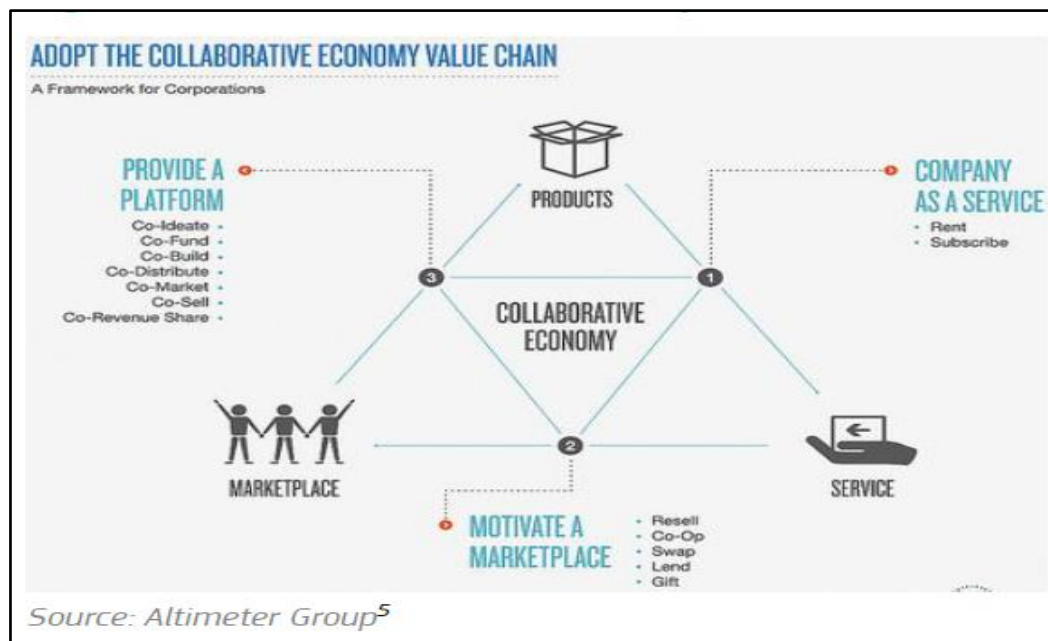 ADOPT THE COLLABORATIVE ECONOMY VALUE CHAIN
A Framework for Corporations
PRODUCTS
PROVIDE A
PLATFORM
Co-Ideate
Co-Fund
Co-Build
Co-Distribute
Co-Market
Co-Sell
Co-Revenue Share
COMPANY
AS A SERVICE
• Rent
• Subscribe
3
1
COLLABORATIVE
ECONOMY
2
MARKETPLACE
SERVICE
MOTIVATE A
MARKETPLACE
• Resell
• Co-Op
• Swap
• Lend
• Gift
Source: Altimeter Group5